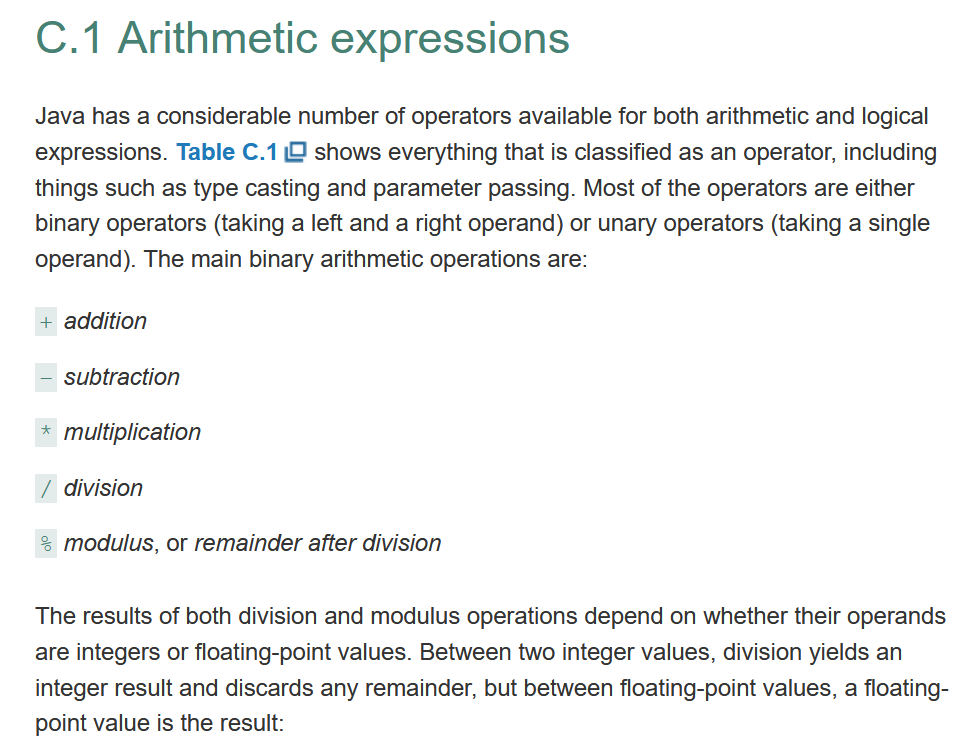 C.1 Arithmetic expressions
Java has a considerable number of operators available for both arithmetic and logical
expressions. Table C.1 shows everything that is classified as an operator, including
things such as type casting and parameter passing. Most of the operators are either
binary operators (taking a left and a right operand) or unary operators (taking a single
operand). The main binary arithmetic operations are:
+ addition
− subtraction
* multiplication
/ division
% modulus, or remainder after division
The results of both division and modulus operations depend on whether their operands
are integers or floating-point values. Between two integer values, division yields an
integer result and discards any remainder, but between floating-point values, a floating-
point value is the result: